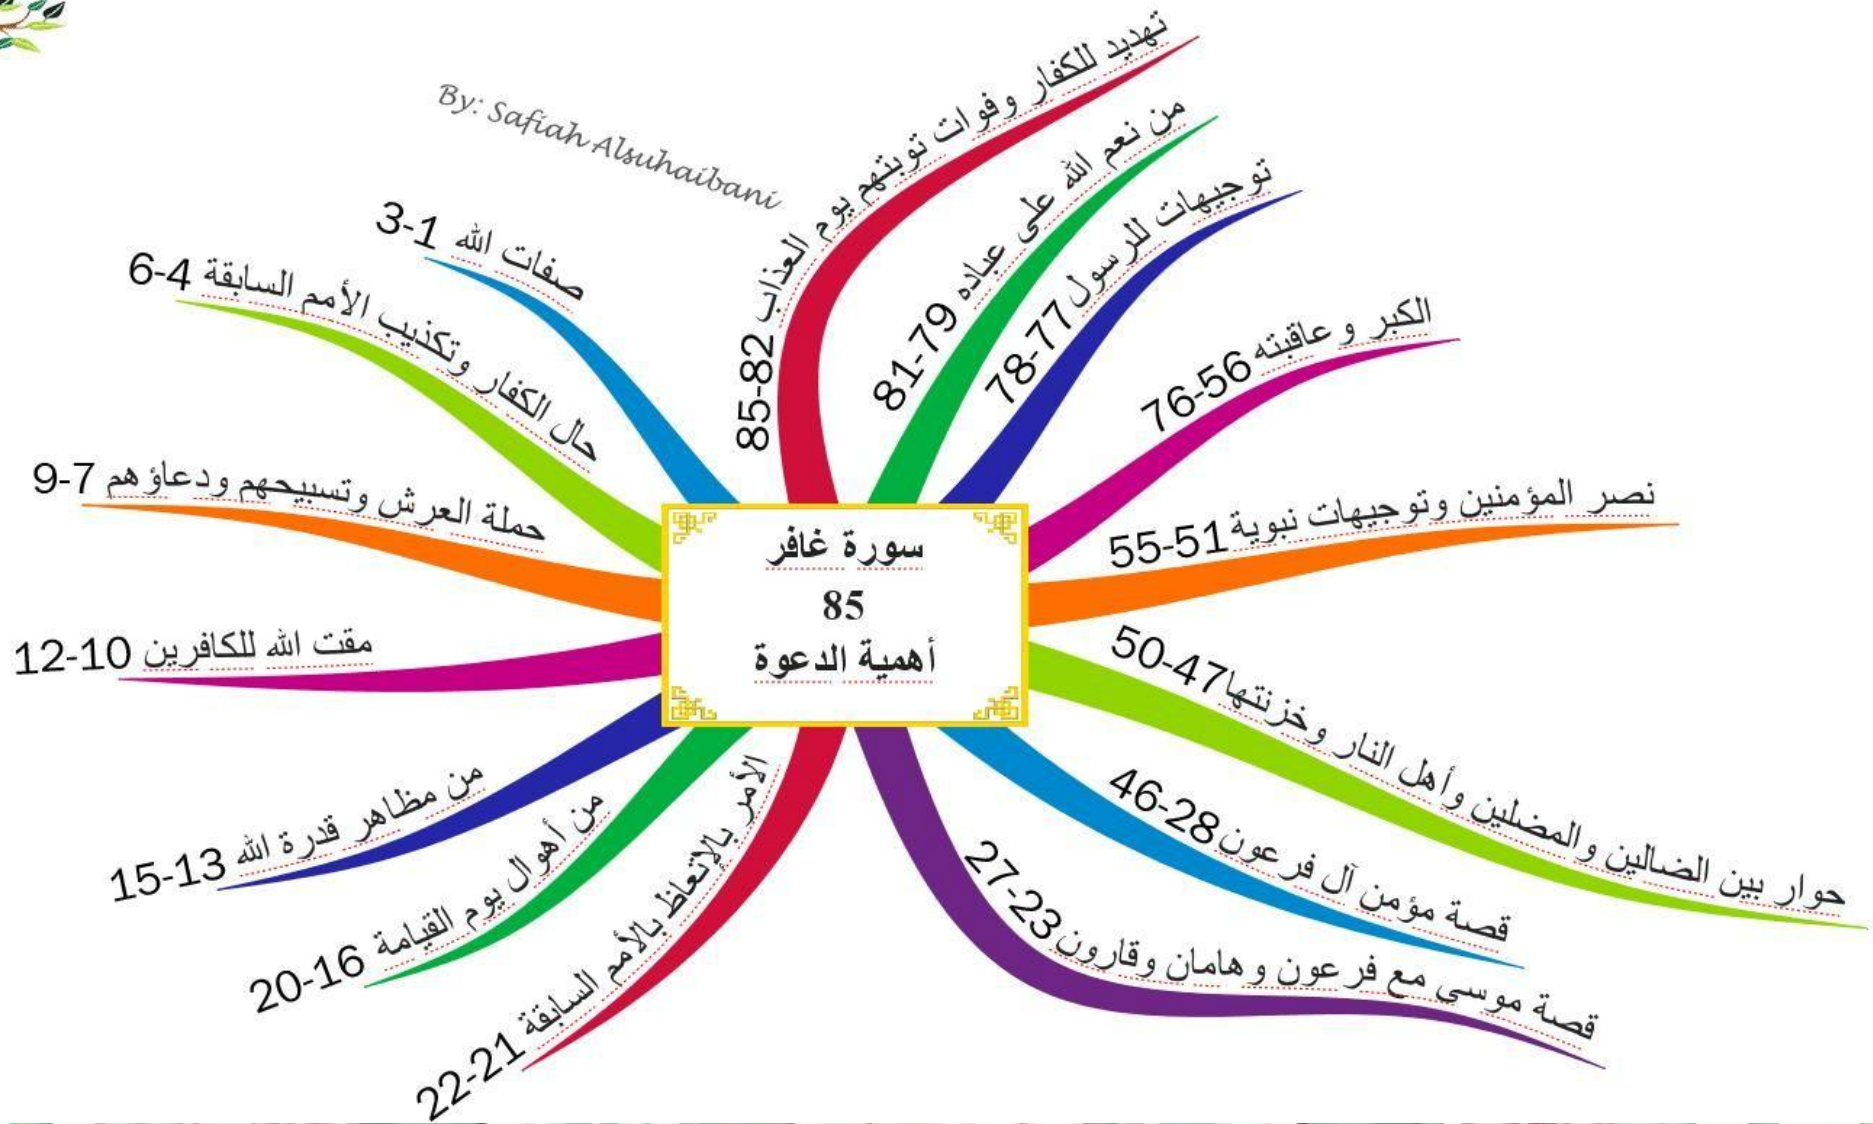 By: Safiah Alsuhaibani
سورة غافر
85
أهمية الدعوة
صفات الله 1-3
حال الكفار وتكذيب الأمم السابقة 4-6
حملة العرش وتسبيحهم ودعاؤهم 7-9
مقت الله للكافرين 10-12
من مظاهر قدرة الله 13-15
من أهوال يوم القيامة 16-20
الأمر بالإتعاظ بالأمم السابقة 21-22
قصة موسى مع فرعون وهامان وقارون 23-27
قصة مؤمن آل فرعون 28-46
حوار بين الضالين والمضلين وأهل النار وخزنتها 47-50
نصر المؤمنين وتوجيهات نبوية 51-55
الكبر وعاقبته 56-76
توجيهات للرسول 77-78
من نعم الله على عباده 79-81
تهديد للكفار وفوات توبتهم يوم العذاب 82-85